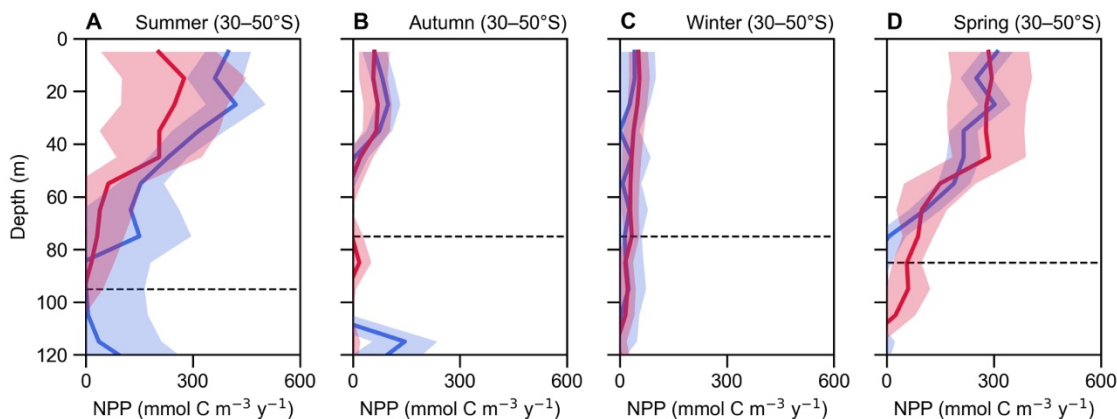 A Summer (30–50°S)
B Autumn (30–50°S)
C Winter (30–50°S)
D Spring (30–50°S)
0
20
40
60
80
100
120
Depth (m)
0 300 600
0 300 600
0 300 600
0 300 600
NPP (mmol C m⁻³ y⁻¹)
NPP (mmol C m⁻³ y⁻¹)
NPP (mmol C m⁻³ y⁻¹)
NPP (mmol C m⁻³ y⁻¹)